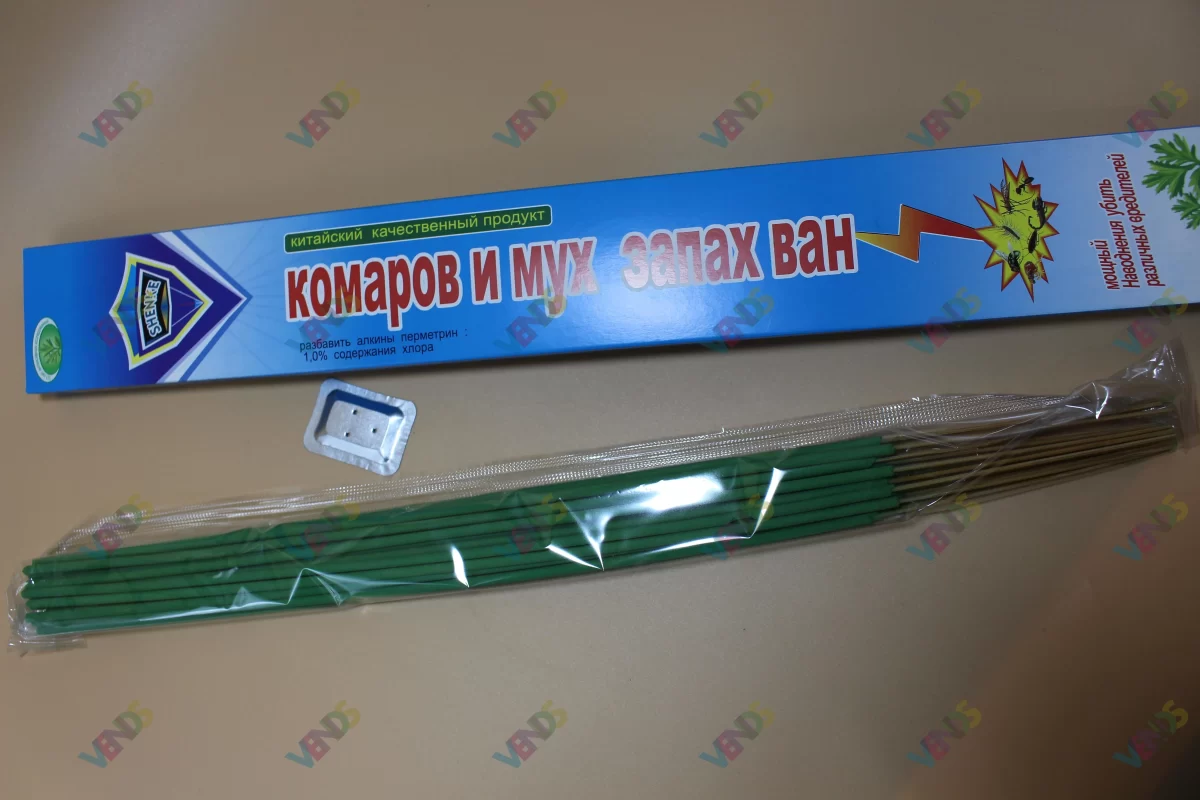 китайский качественный продукт
комаров и мух запах ван
разбавить алкины перметрин :
1,0% содержания хлора
SHENKE
мощный
Наводнения убить
различных вредителей
VENDS